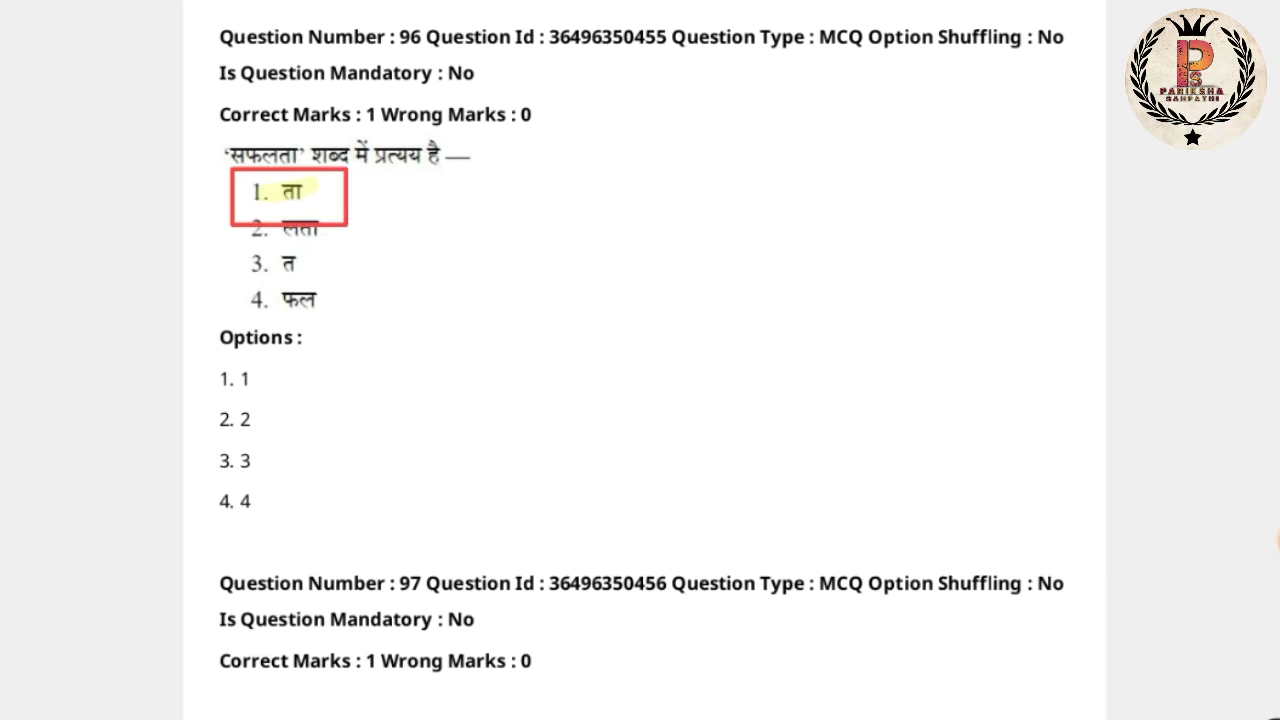 Question Number : 96 Question Id : 36496350455 Question Type : MCQ Option Shuffling : No
Is Question Mandatory : No
Correct Marks : 1 Wrong Marks : 0
‘सफलता’ शब्द में प्रत्यय है —
1. ता
2. लता
3. त
4. फल
Options :
1. 1
2. 2
3. 3
4. 4
Question Number : 97 Question Id : 36496350456 Question Type : MCQ Option Shuffling : No
Is Question Mandatory : No
Correct Marks : 1 Wrong Marks : 0
PS
PARIKSHA
SANPATHI